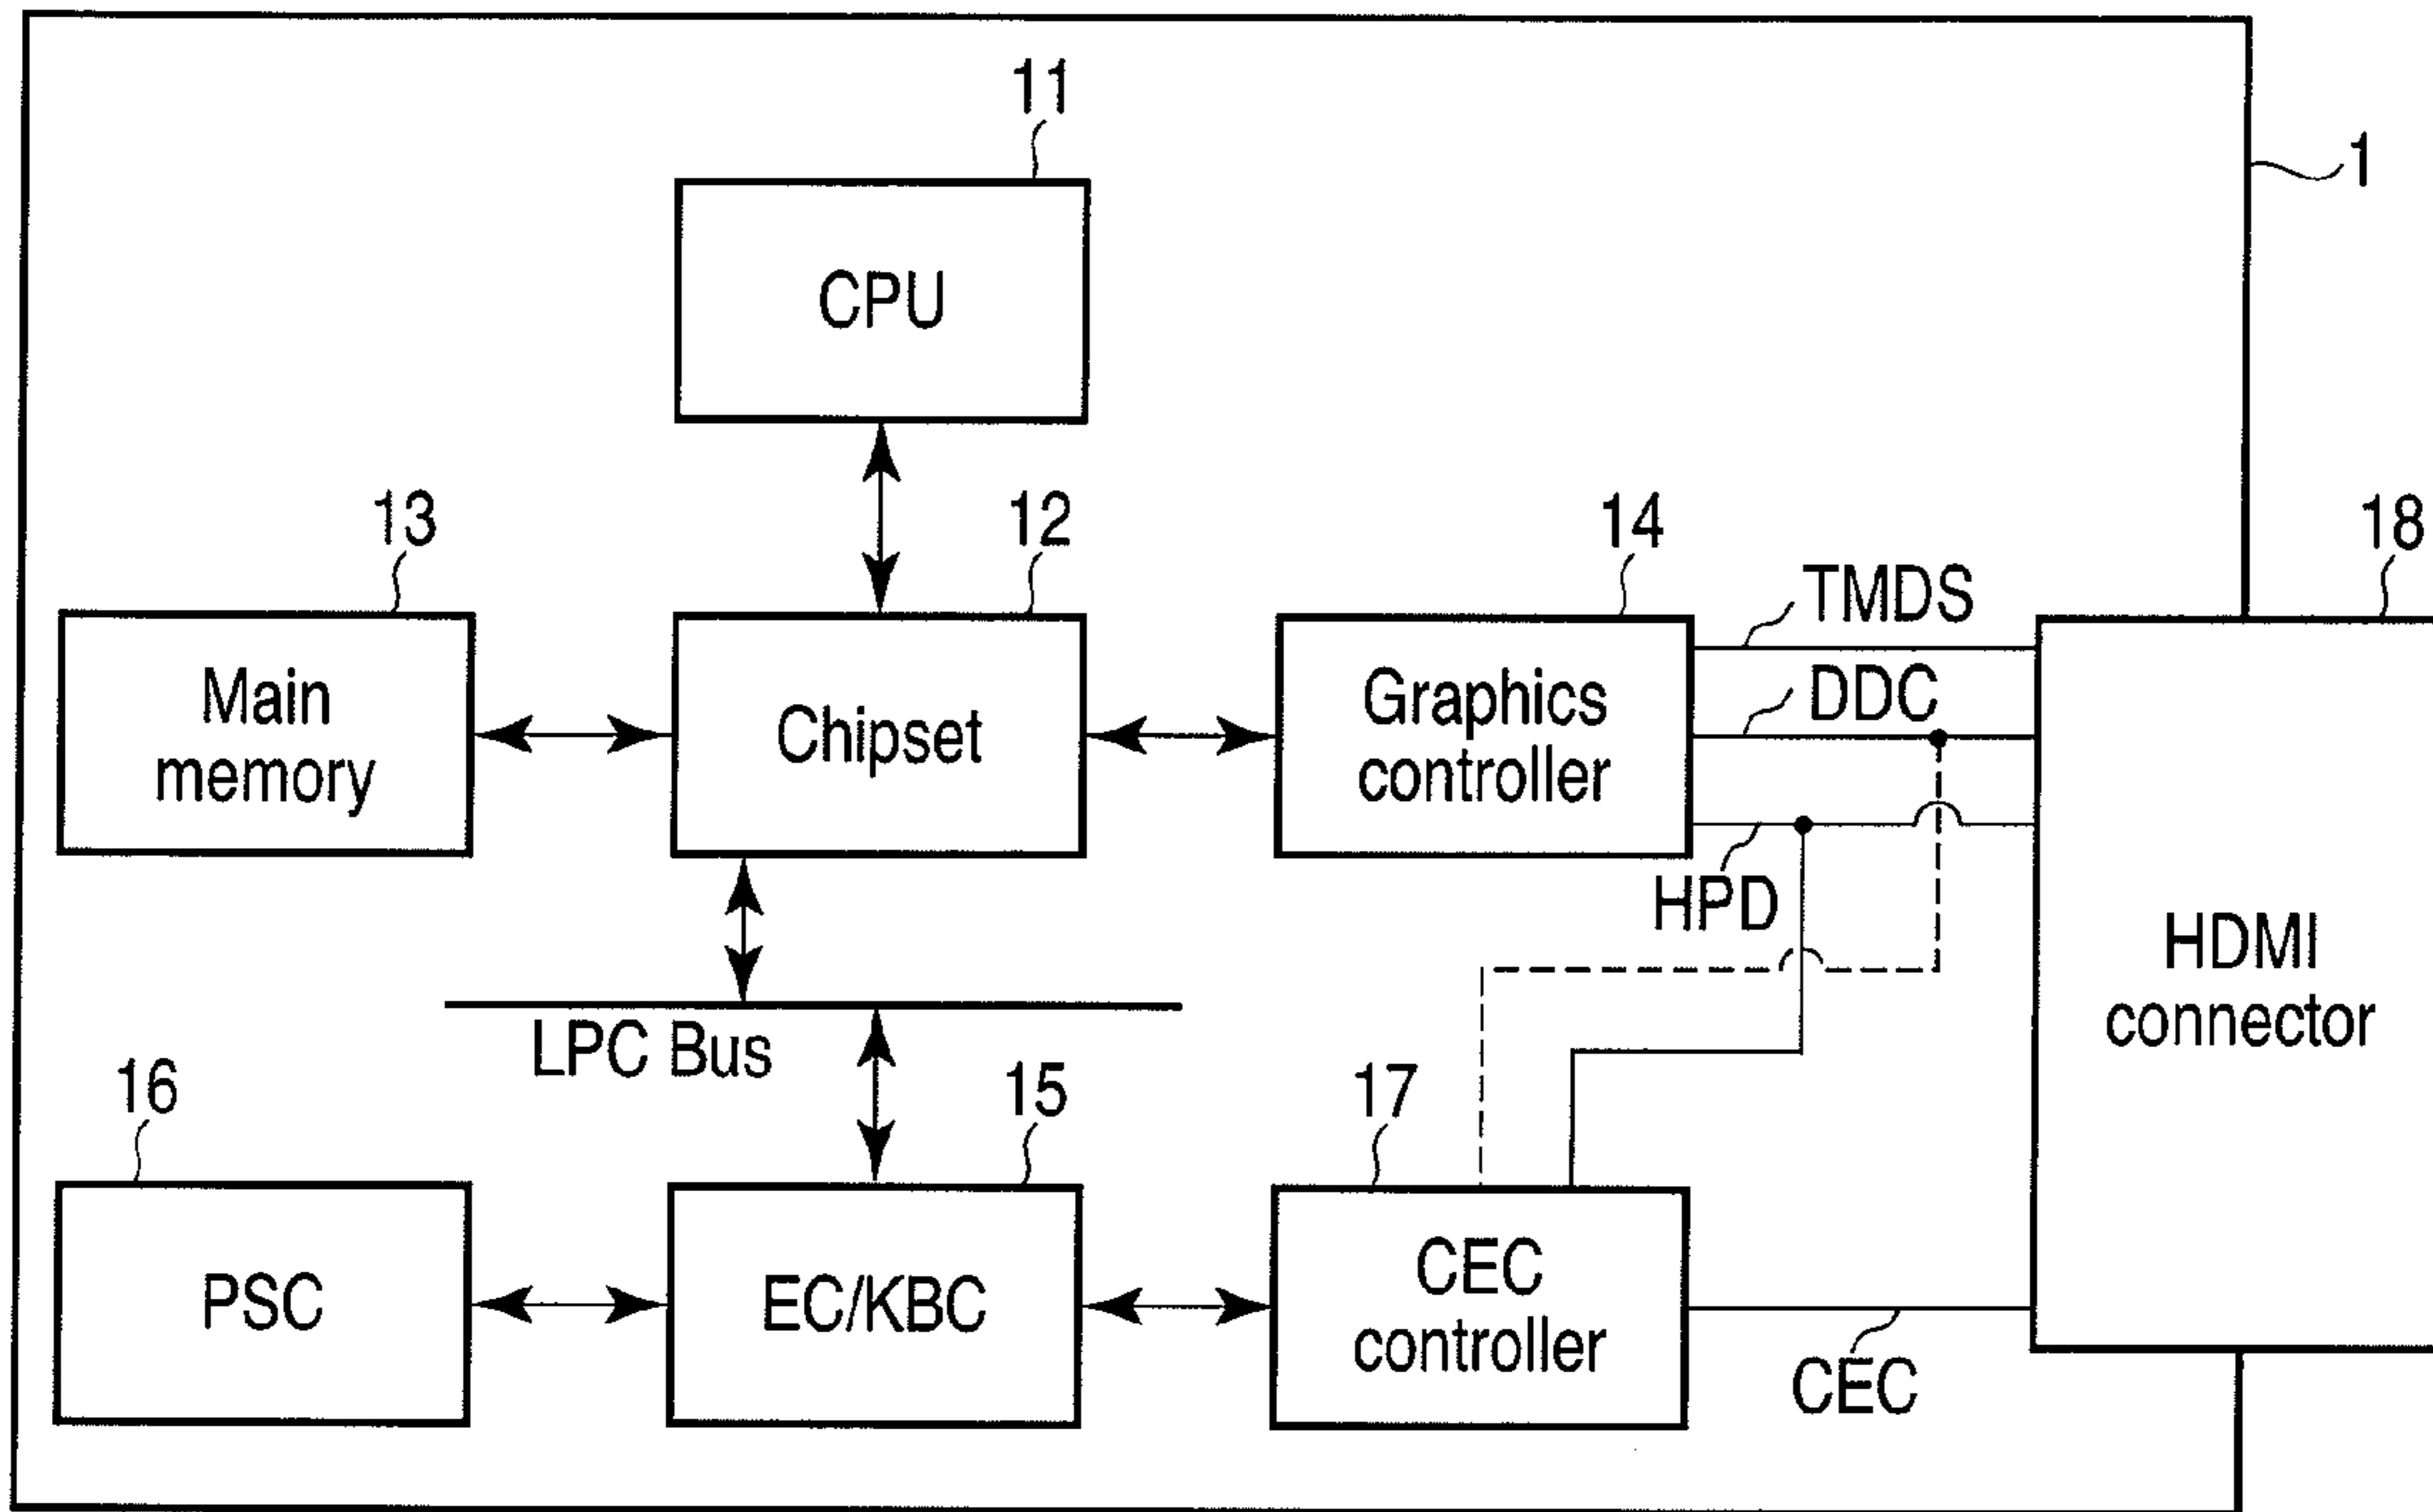 11
1
CPU
13
12
14
18
TMDS
Main
memory
Chipset
Graphics
controller
DDC
HPD
HDMI
connector
LPC Bus
16
15
17
PSC
EC/KBC
CEC
controller
CEC